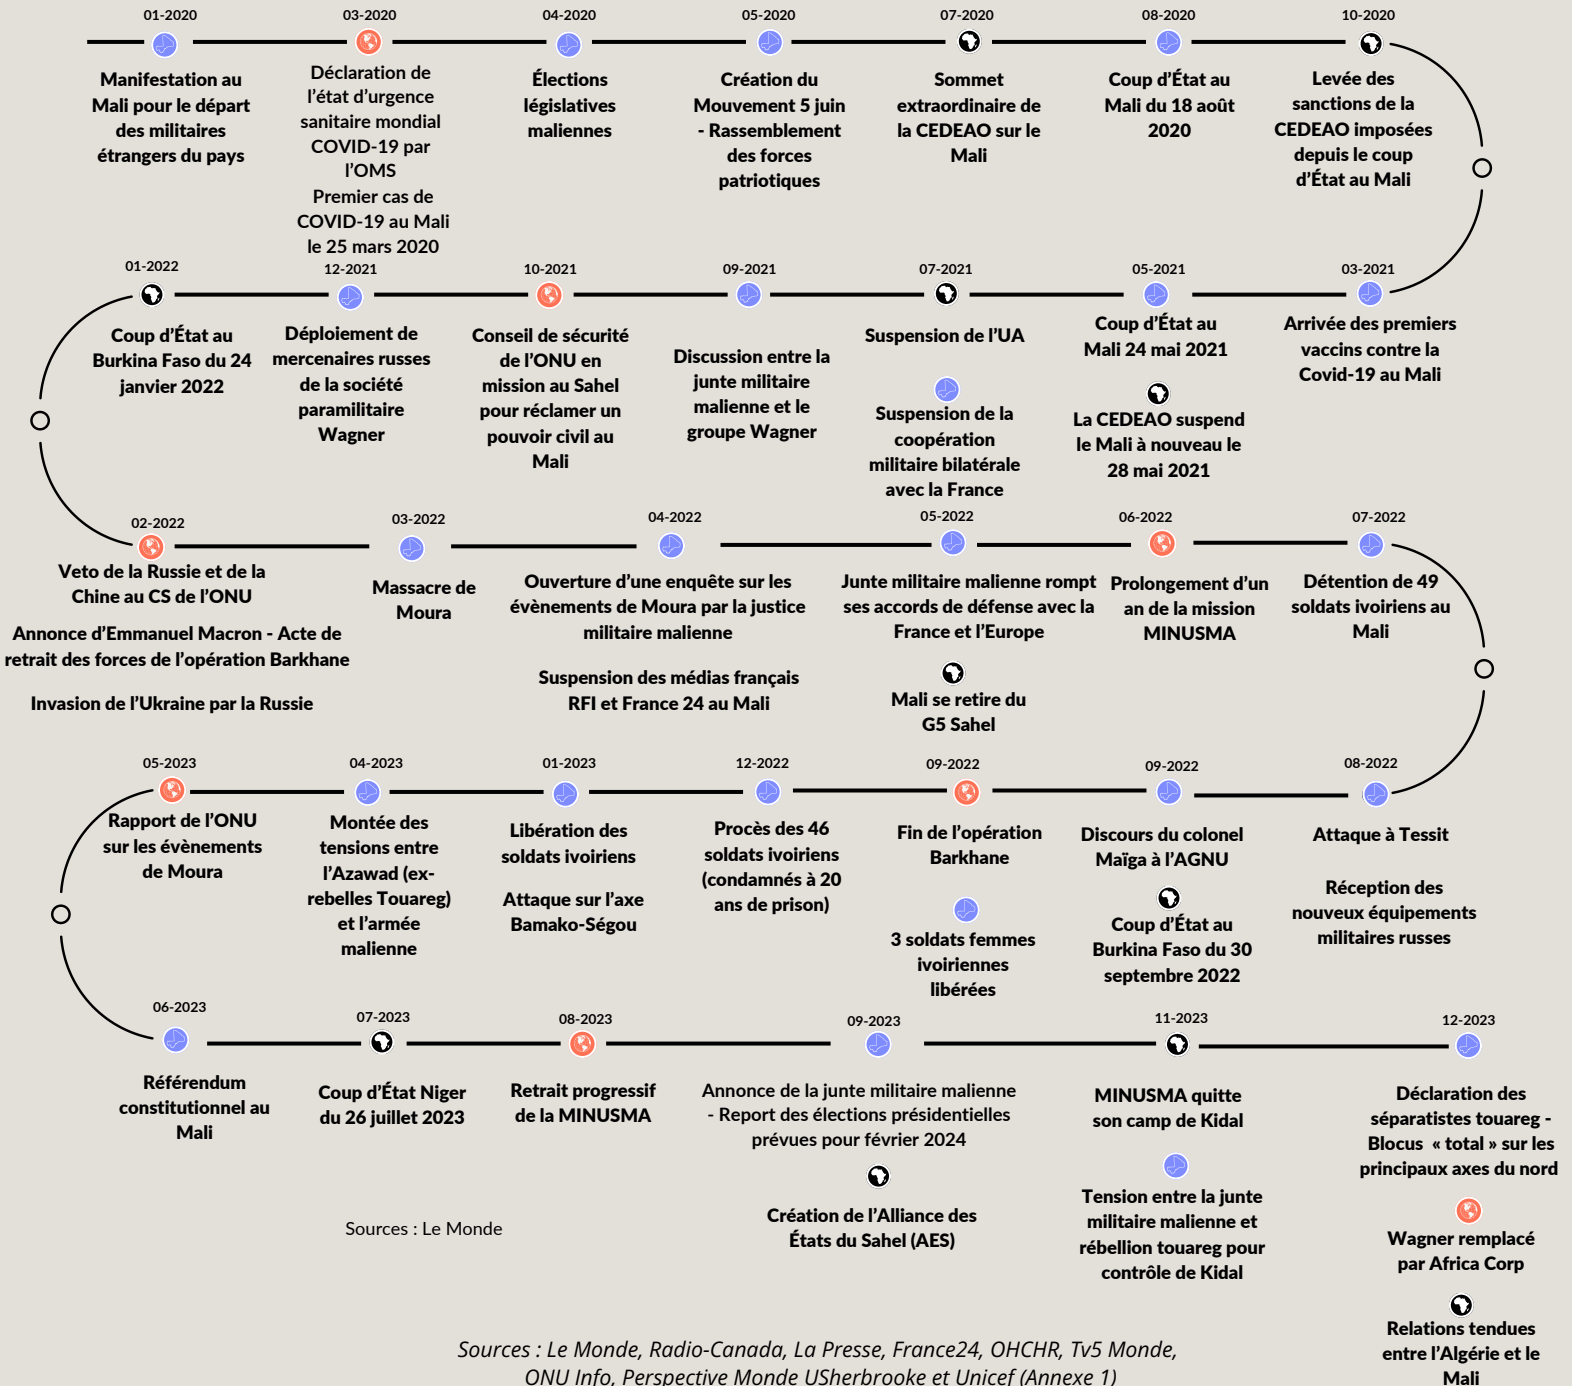 01-2020
Manifestation au
Mali pour le départ
des militaires
étrangers du pays
03-2020
Déclaration de
l'état d'urgence
sanitaire mondial
COVID-19 par
l'OMS
Premier cas de
COVID-19 au Mali
le 25 mars 2020
04-2020
Élections
législatives
maliennes
05-2020
Création du
Mouvement 5 juin
- Rassemblement
des forces
patriotiques
07-2020
Sommet
extraordinaire de
la CEDEAO sur le
Mali
08-2020
Coup d'État au
Mali du 18 août
2020
10-2020
Levée des
sanctions de la
CEDEAO imposées
depuis le coup
d'État au Mali
03-2021
Arrivée des premiers
vaccins contre la
Covid-19 au Mali
05-2021
Coup d'État au
Mali 24 mai 2021
La CEDEAO suspend
le Mali à nouveau le
28 mai 2021
07-2021
Suspension de l'UA
Suspension de la
coopération
militaire bilatérale
avec la France
09-2021
Discussion entre la
junte militaire
malienne et le
groupe Wagner
10-2021
Conseil de sécurité
de l'ONU en
mission au Sahel
pour réclamer un
pouvoir civil au
Mali
12-2021
Déploiement de
mercenaires russes
de la société
paramilitaire
Wagner
01-2022
Coup d'État au
Burkina Faso du 24
janvier 2022
02-2022
Veto de la Russie et de la
Chine au CS de l'ONU
Annonce d'Emmanuel Macron - Acte de
retrait des forces de l'opération Barkhane
Invasion de l'Ukraine par la Russie
03-2022
Massacre de
Moura
04-2022
Ouverture d'une enquête sur les
évènements de Moura par la justice
militaire malienne
Suspension des médias français
RFI et France 24 au Mali
05-2022
Junte militaire malienne rompt
ses accords de défense avec la
France et l'Europe
Mali se retire du
G5 Sahel
06-2022
Prolongement d'un
an de la mission
MINUSMA
07-2022
Détention de 49
soldats ivoiriens au
Mali
08-2022
Attaque à Tessit
Réception des
nouveux équipements
militaires russes
09-2022
Discours du colonel
Maïga à l'AGNU
Coup d'État au
Burkina Faso du 30
septembre 2022
09-2022
Fin de l'opération
Barkhane
3 soldats femmes
ivoiriennes
libérées
12-2022
Procès des 46
soldats ivoiriens
(condamnés à 20
ans de prison)
01-2023
Libération des
soldats ivoiriens
Attaque sur l'axe
Bamako-Ségou
04-2023
Montée des
tensions entre
l'Azawad (ex-
rebelles Touareg)
et l'armée
malienne
05-2023
Rapport de l'ONU
sur les évènements
de Moura
06-2023
Référendum
constitutionnel au
Mali
07-2023
Coup d'État Niger
du 26 juillet 2023
08-2023
Retrait progressif
de la MINUSMA
09-2023
Annonce de la junte militaire malienne
- Report des élections présidentielles
prévues pour février 2024
Création de l'Alliance des
États du Sahel (AES)
11-2023
MINUSMA quitte
son camp de Kidal
Tension entre la junte
militaire malienne et
rébellion touareg pour
contrôle de Kidal
12-2023
Déclaration des
séparatistes touareg -
Blocus « total » sur les
principaux axes du nord
Wagner remplacé
par Africa Corp
Relations tendues
entre l'Algérie et le
Mali
Sources : Le Monde
Sources : Le Monde, Radio-Canada, La Presse, France24, OHCHR, Tv5 Monde,
ONU Info, Perspective Monde USherbrooke et Unicef (Annexe 1)